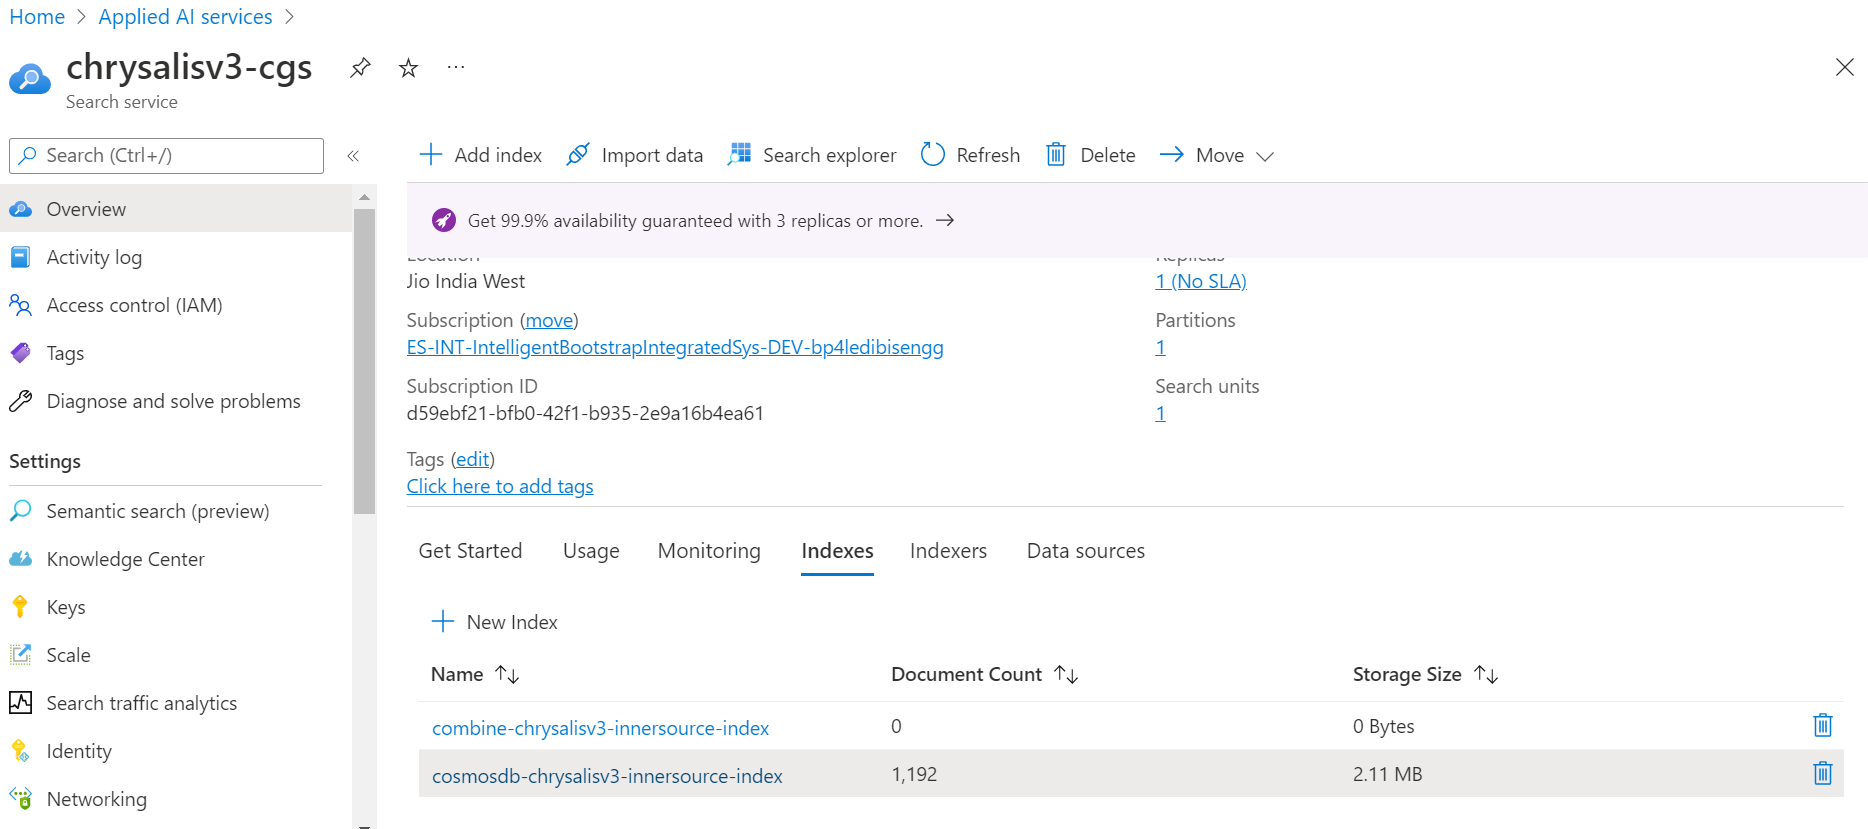 Home > Applied AI services >
chrysalisv3-cgs
Search service
Search (Ctrl+/)
Overview
Activity log
Access control (IAM)
Tags
Diagnose and solve problems
Settings
Semantic search (preview)
Knowledge Center
Keys
Scale
Search traffic analytics
Identity
Networking
Add index Import data Search explorer Refresh Delete Move
Get 99.9% availability guaranteed with 3 replicas or more.
Location
Jio India West
Subscription (move)
ES-INT-IntelligentBootstrapIntegratedSys-DEV-bp4ledibisengg
Subscription ID
d59ebf21-bfb0-42f1-b935-2e9a16b4ea61
Tags (edit)
Click here to add tags
Replicas
1 (No SLA)
Partitions
1
Search units
1
Get Started Usage Monitoring Indexes Indexers Data sources
New Index
Name Document Count Storage Size
combine-chrysalisv3-innersource-index 0 0 Bytes
cosmosdb-chrysalisv3-innersource-index 1,192 2.11 MB